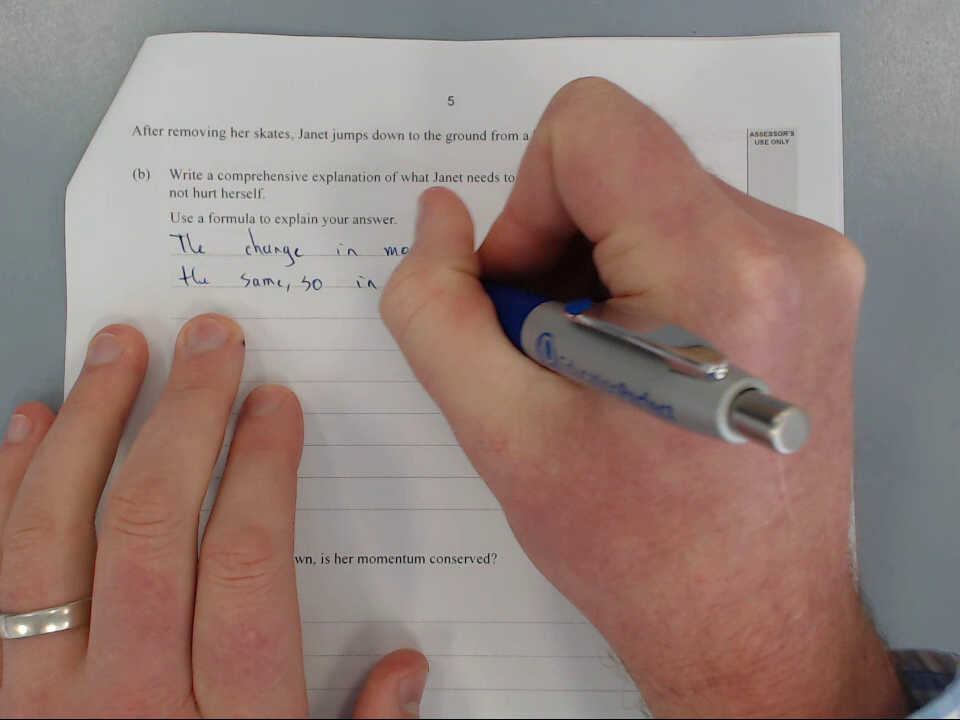 5
After removing her skates, Janet jumps down to the ground from a
ASSESSOR'S
USE ONLY
(b) Write a comprehensive explanation of what Janet needs to
not hurt herself.
Use a formula to explain your answer.
The change in mo
the same, so in
wn, is her momentum conserved?